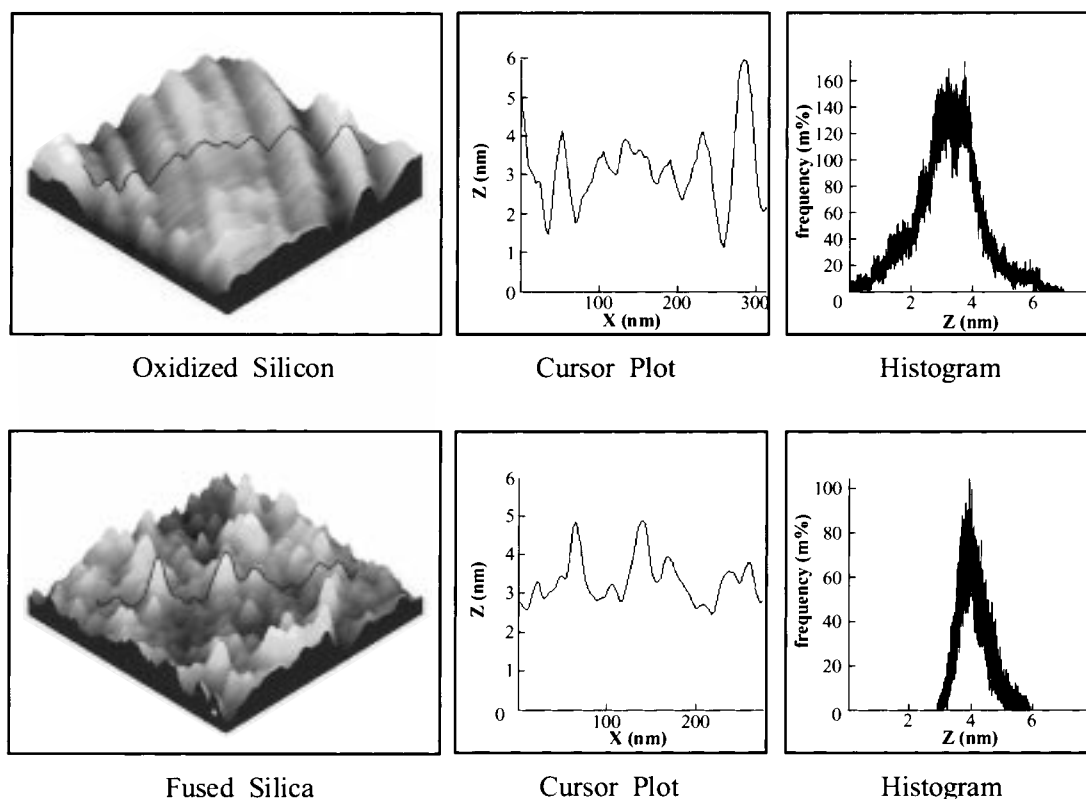 6
5
4
3
2
1
0
Z (nm)
100
200
300
X (nm)
160
140
120
100
80
60
40
20
0
frequency (m%)
2
4
6
Z (nm)
Oxidized Silicon
Cursor Plot
Histogram
6
5
4
3
2
1
0
Z (nm)
100
200
X (nm)
100
80
60
40
20
0
frequency (m%)
2
4
6
Z (nm)
Fused Silica
Cursor Plot
Histogram